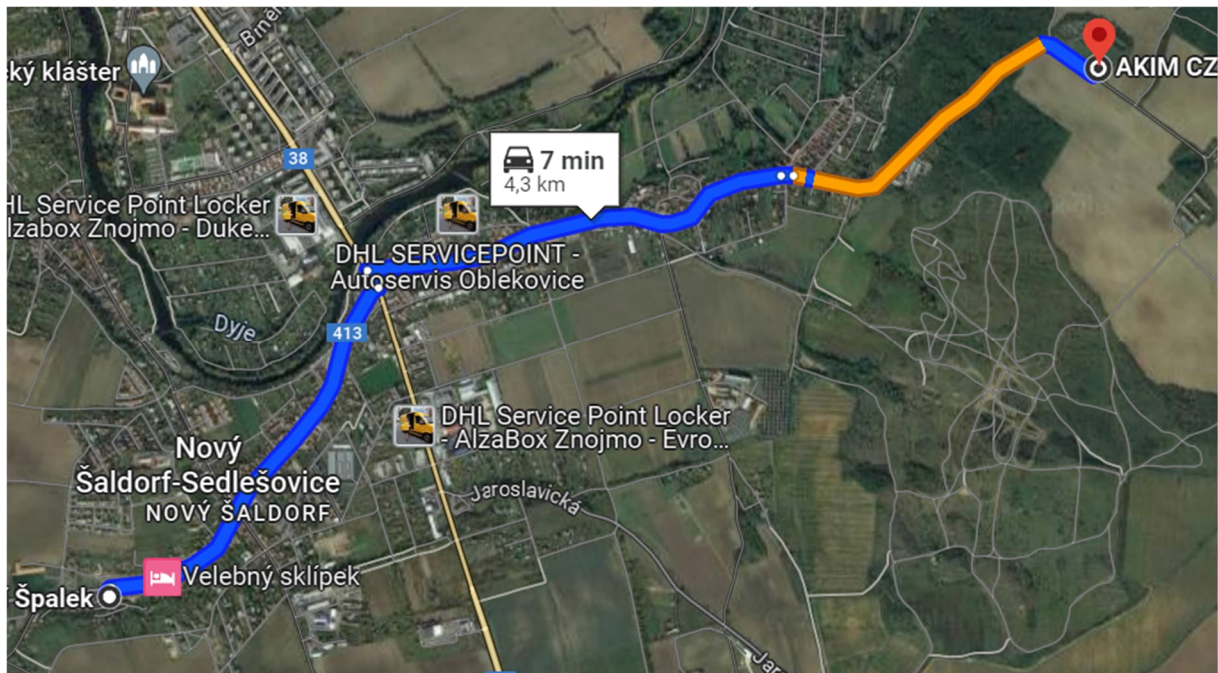 ký klášter
Bíněn
38
7 min
4,3 km
AKIM CZ
HL Service Point Locker
lzabox Znojmo - Duke...
DHL SERVICEPOINT -
Autoservis Oblekovice
Dyje
413
DHL Service Point Locker
- AlzaBox Znojmo - Evro...
Nový
Šaldorf-Sedlešovice
NOVÝ ŠALDORF
Jaroslavická
Velebný sklípek
Špalek
Jar